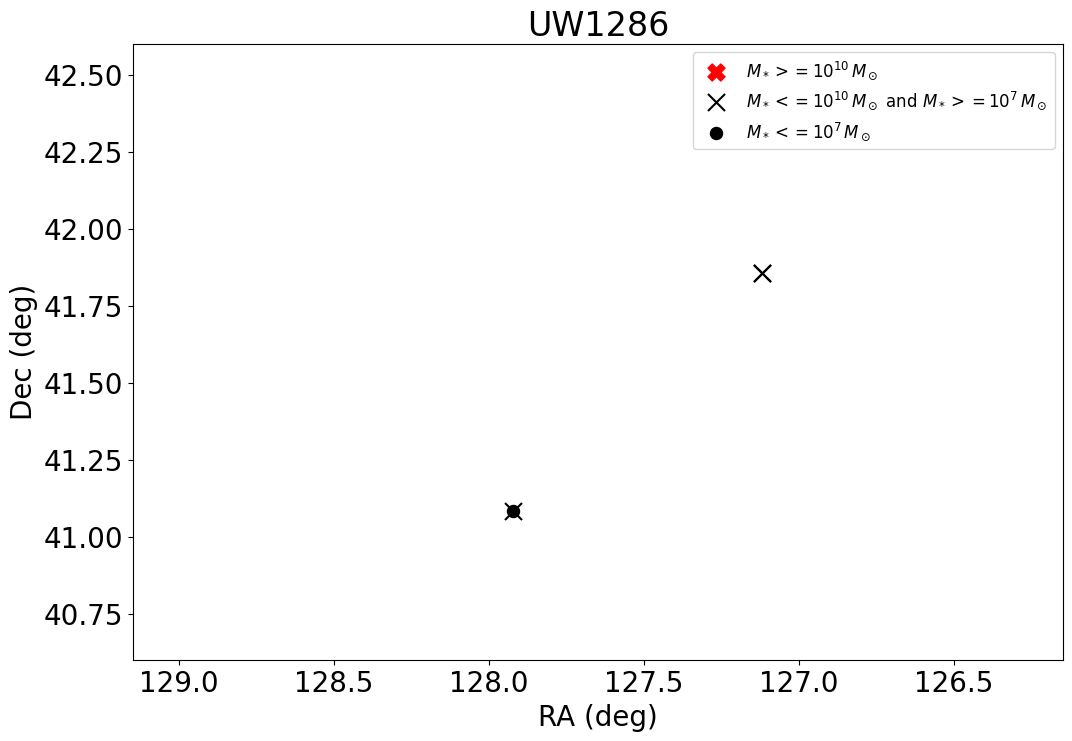 UW1286
M* >= 10^10 M⊙
M* <= 10^10 M⊙ and M* >= 10^7 M⊙
M* <= 10^7 M⊙
42.50
42.25
42.00
41.75
41.50
41.25
41.00
40.75
Dec (deg)
129.0 128.5 128.0 127.5 127.0 126.5
RA (deg)